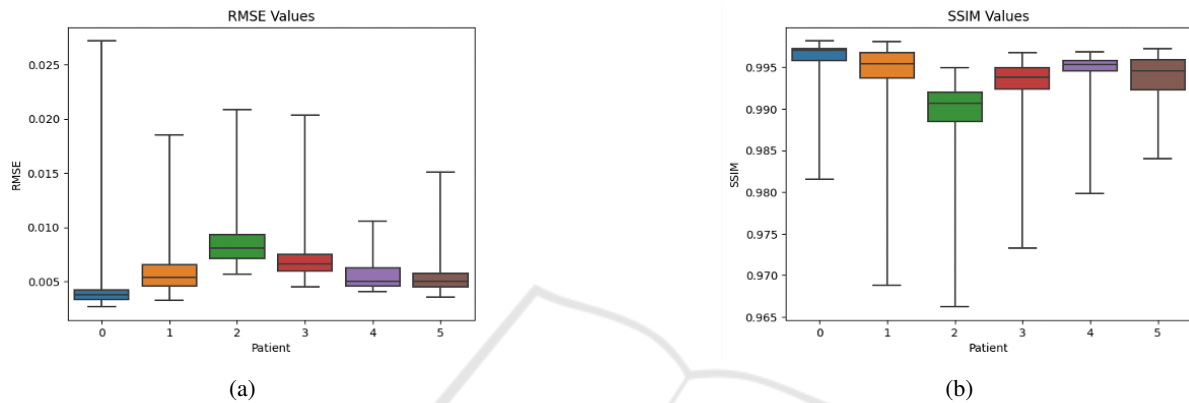 RMSE Values
0.025
0.020
0.015
0.010
0.005
RMSE
0 1 2 3 4 5
Patient
(a)
SSIM Values
0.995
0.990
0.985
0.980
0.975
0.970
0.965
SSIM
0 1 2 3 4 5
Patient
(b)